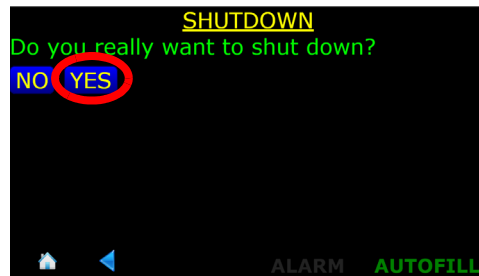 SHUTDOWN
Do you really want to shut down?
NO YES
ALARM AUTOFILL